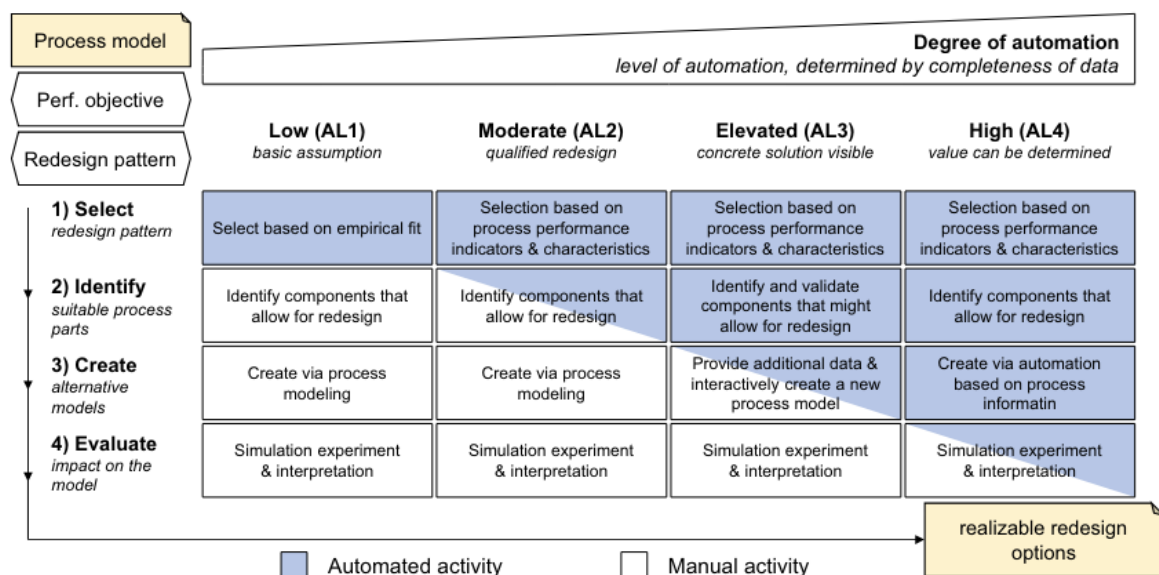 Process model
Perf. objective
Redesign pattern
Degree of automation
level of automation, determined by completeness of data
Low (AL1)
basic assumption
Moderate (AL2)
qualified redesign
Elevated (AL3)
concrete solution visible
High (AL4)
value can be determined
1) Select
redesign pattern
Select based on empirical fit
Selection based on
process performance
indicators & characteristics
Selection based on
process performance
indicators & characteristics
Selection based on
process performance
indicators & characteristics
2) Identify
suitable process
parts
Identify components that
allow for redesign
Identify components that
allow for redesign
Identify and validate
components that might
allow for redesign
Identify components that
allow for redesign
3) Create
alternative
models
Create via process
modeling
Create via process
modeling
Provide additional data &
interactively create a new
process model
Create via automation
based on process
informatin
4) Evaluate
impact on the
model
Simulation experiment
& interpretation
Simulation experiment
& interpretation
Simulation experiment
& interpretation
Simulation experiment
& interpretation
realizable redesign
options
Automated activity
Manual activity